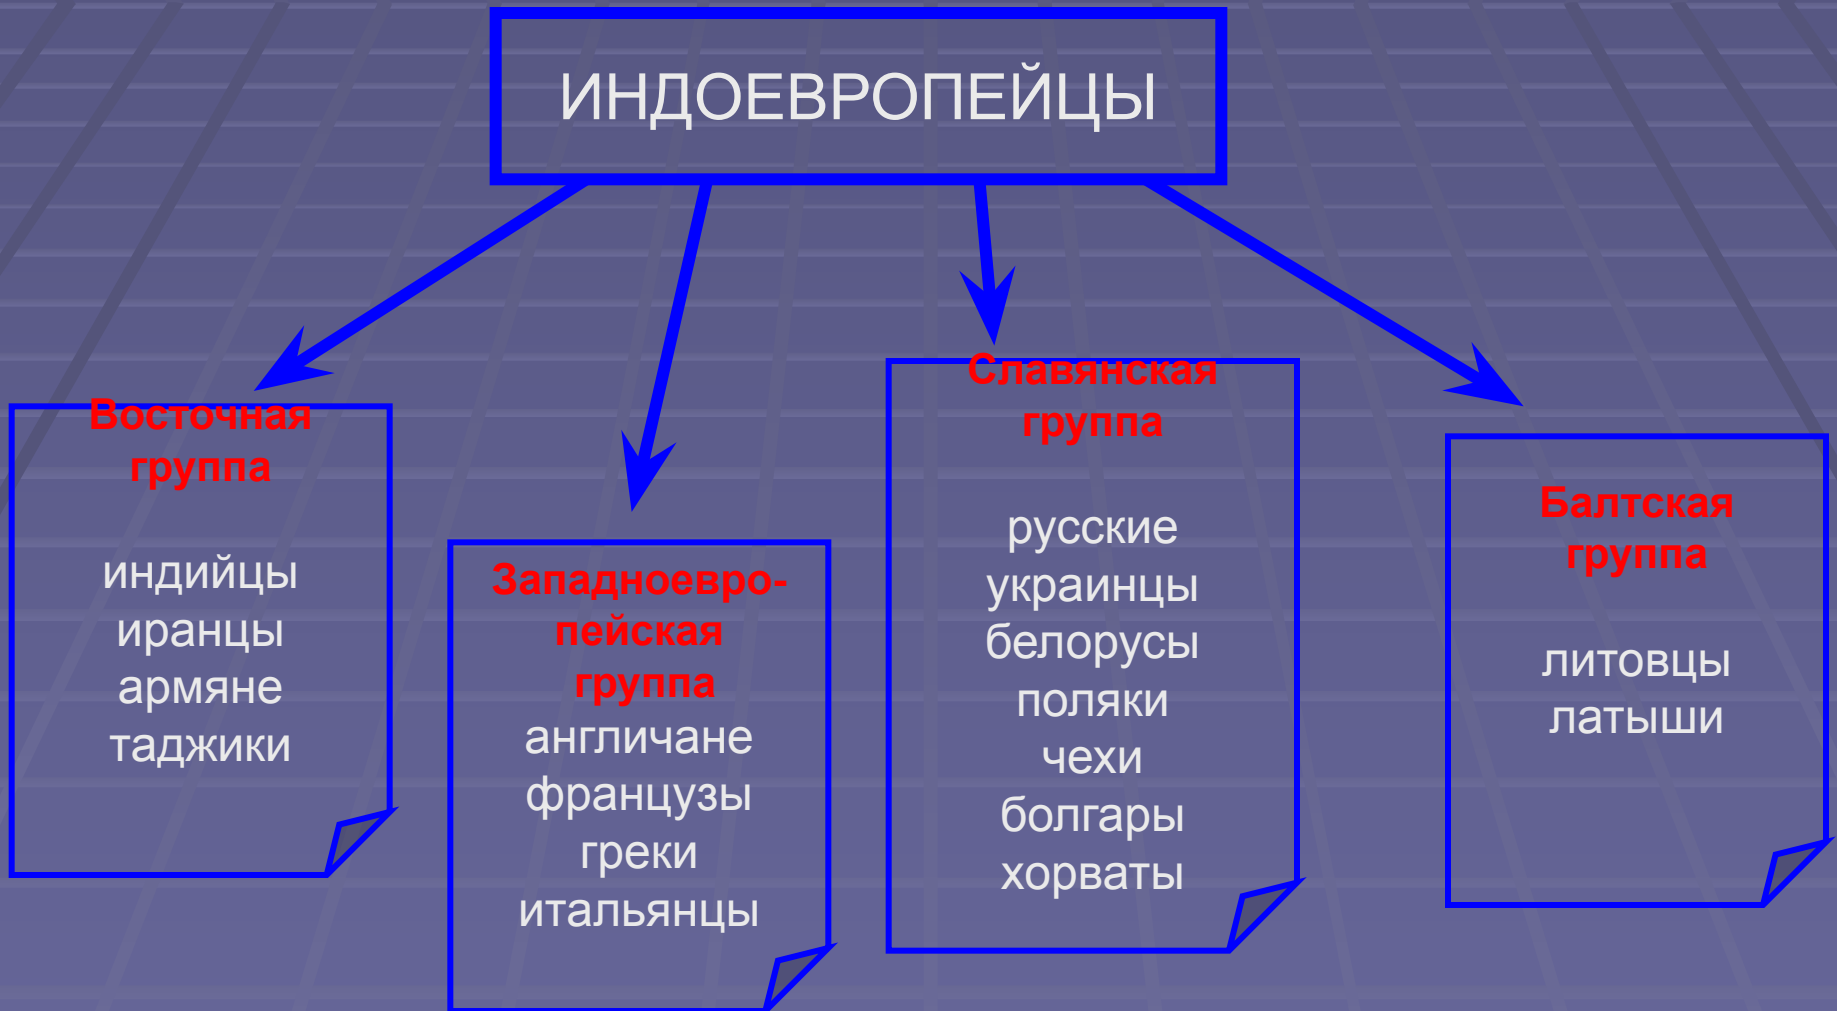 ИНДОЕВРОПЕЙЦЫ
Восточная
группа
индийцы
иранцы
армяне
таджики
Западноевро-
пейская
группа
англичане
французы
греки
итальянцы
Славянская
группа
русские
украинцы
белорусы
поляки
чехи
болгары
хорваты
Балтская
группа
литовцы
латыши